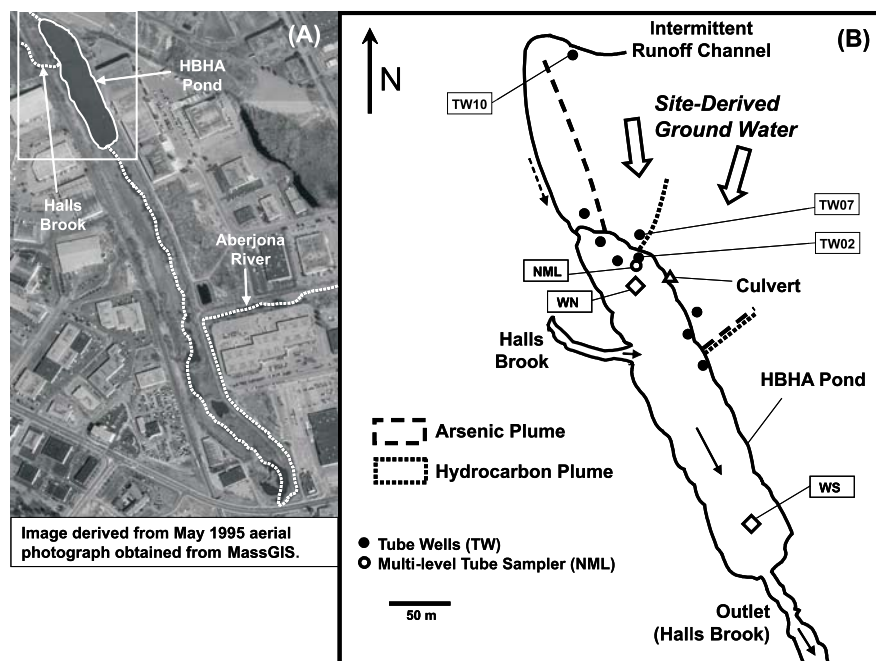 (A)
HBHA
Pond
Halls
Brook
Aberjona
River
Image derived from May 1995 aerial
photograph obtained from MassGIS.
(B)
Intermittent
Runoff Channel
N
TW10
Site-Derived
Ground Water
TW07
TW02
NML
WN
Culvert
Halls
Brook
HBHA Pond
Arsenic Plume
Hydrocarbon Plume
WS
Tube Wells (TW)
Multi-level Tube Sampler (NML)
50 m
Outlet
(Halls Brook)